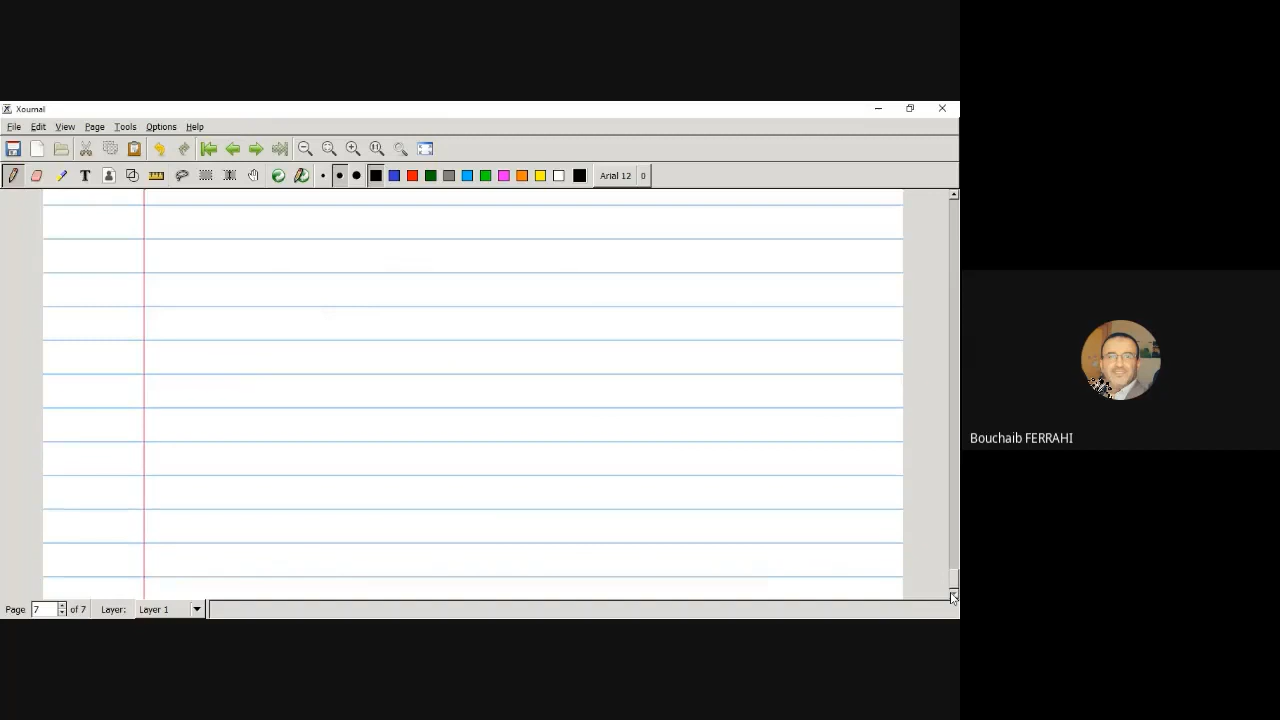 Xournal
File Edit View Page Tools Options Help
T Arial 12 0
Page 7 of 7 Layer: Layer 1
Bouchaib FERRAHI